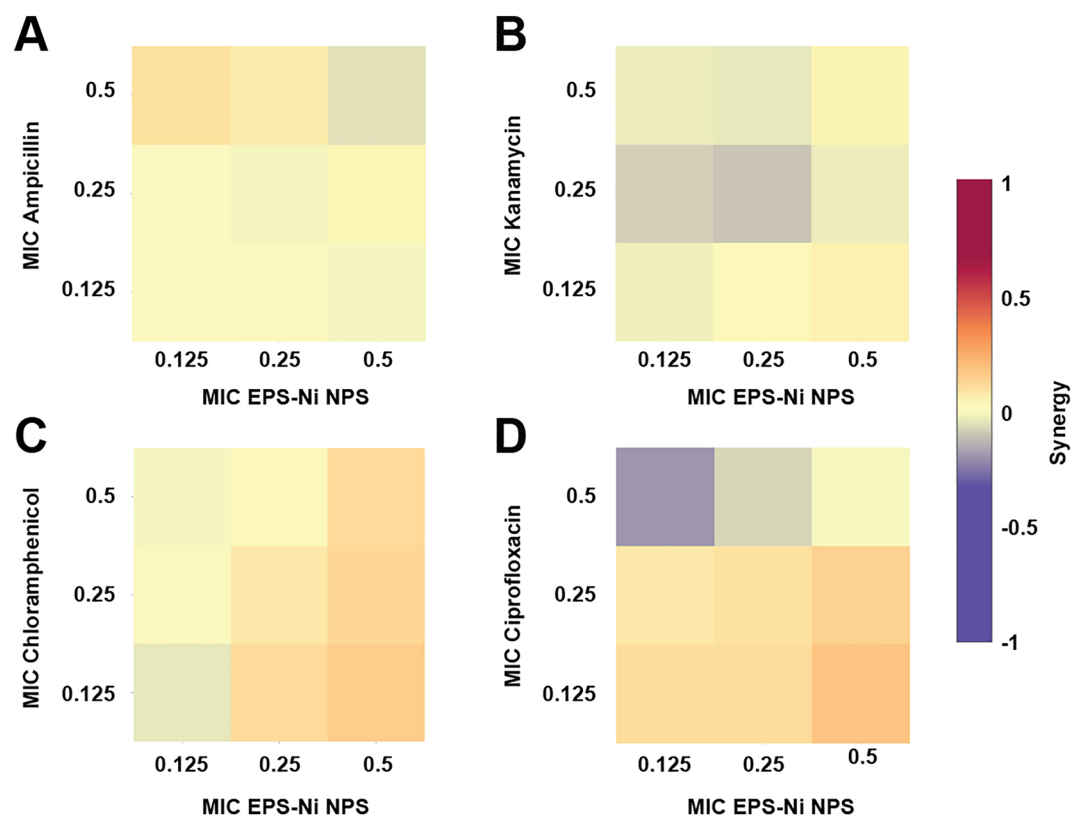 A
MIC Ampicillin
0.5
0.25
0.125
0.125 0.25 0.5
MIC EPS-Ni NPS
B
MIC Kanamycin
0.5
0.25
0.125
0.125 0.25 0.5
MIC EPS-Ni NPS
C
MIC Chloramphenicol
0.5
0.25
0.125
0.125 0.25 0.5
MIC EPS-Ni NPS
D
MIC Ciprofloxacin
0.5
0.25
0.125
0.125 0.25 0.5
MIC EPS-Ni NPS
1
0.5
0
-0.5
-1
Synergy